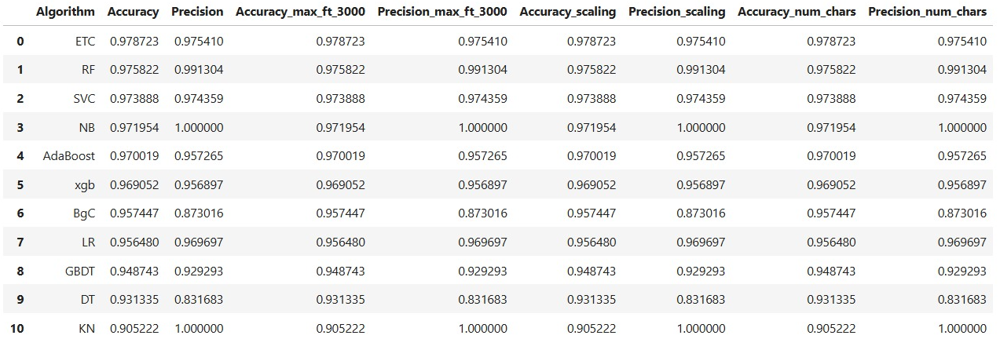 Algorithm Accuracy Precision Accuracy_max_ft_3000 Precision_max_ft_3000 Accuracy_scaling Precision_scaling Accuracy_num_chars Precision_num_chars
0 ETC 0.978723 0.975410 0.978723 0.975410 0.978723 0.975410 0.978723 0.975410
1 RF 0.975822 0.991304 0.975822 0.991304 0.975822 0.991304 0.975822 0.991304
2 SVC 0.973888 0.974359 0.973888 0.974359 0.973888 0.974359 0.973888 0.974359
3 NB 0.971954 1.000000 0.971954 1.000000 0.971954 1.000000 0.971954 1.000000
4 AdaBoost 0.970019 0.957265 0.970019 0.957265 0.970019 0.957265 0.970019 0.957265
5 xgb 0.969052 0.956897 0.969052 0.956897 0.969052 0.956897 0.969052 0.956897
6 BgC 0.957447 0.873016 0.957447 0.873016 0.957447 0.873016 0.957447 0.873016
7 LR 0.956480 0.969697 0.956480 0.969697 0.956480 0.969697 0.956480 0.969697
8 GBDT 0.948743 0.929293 0.948743 0.929293 0.948743 0.929293 0.948743 0.929293
9 DT 0.931335 0.831683 0.931335 0.831683 0.931335 0.831683 0.931335 0.831683
10 KN 0.905222 1.000000 0.905222 1.000000 0.905222 1.000000 0.905222 1.000000